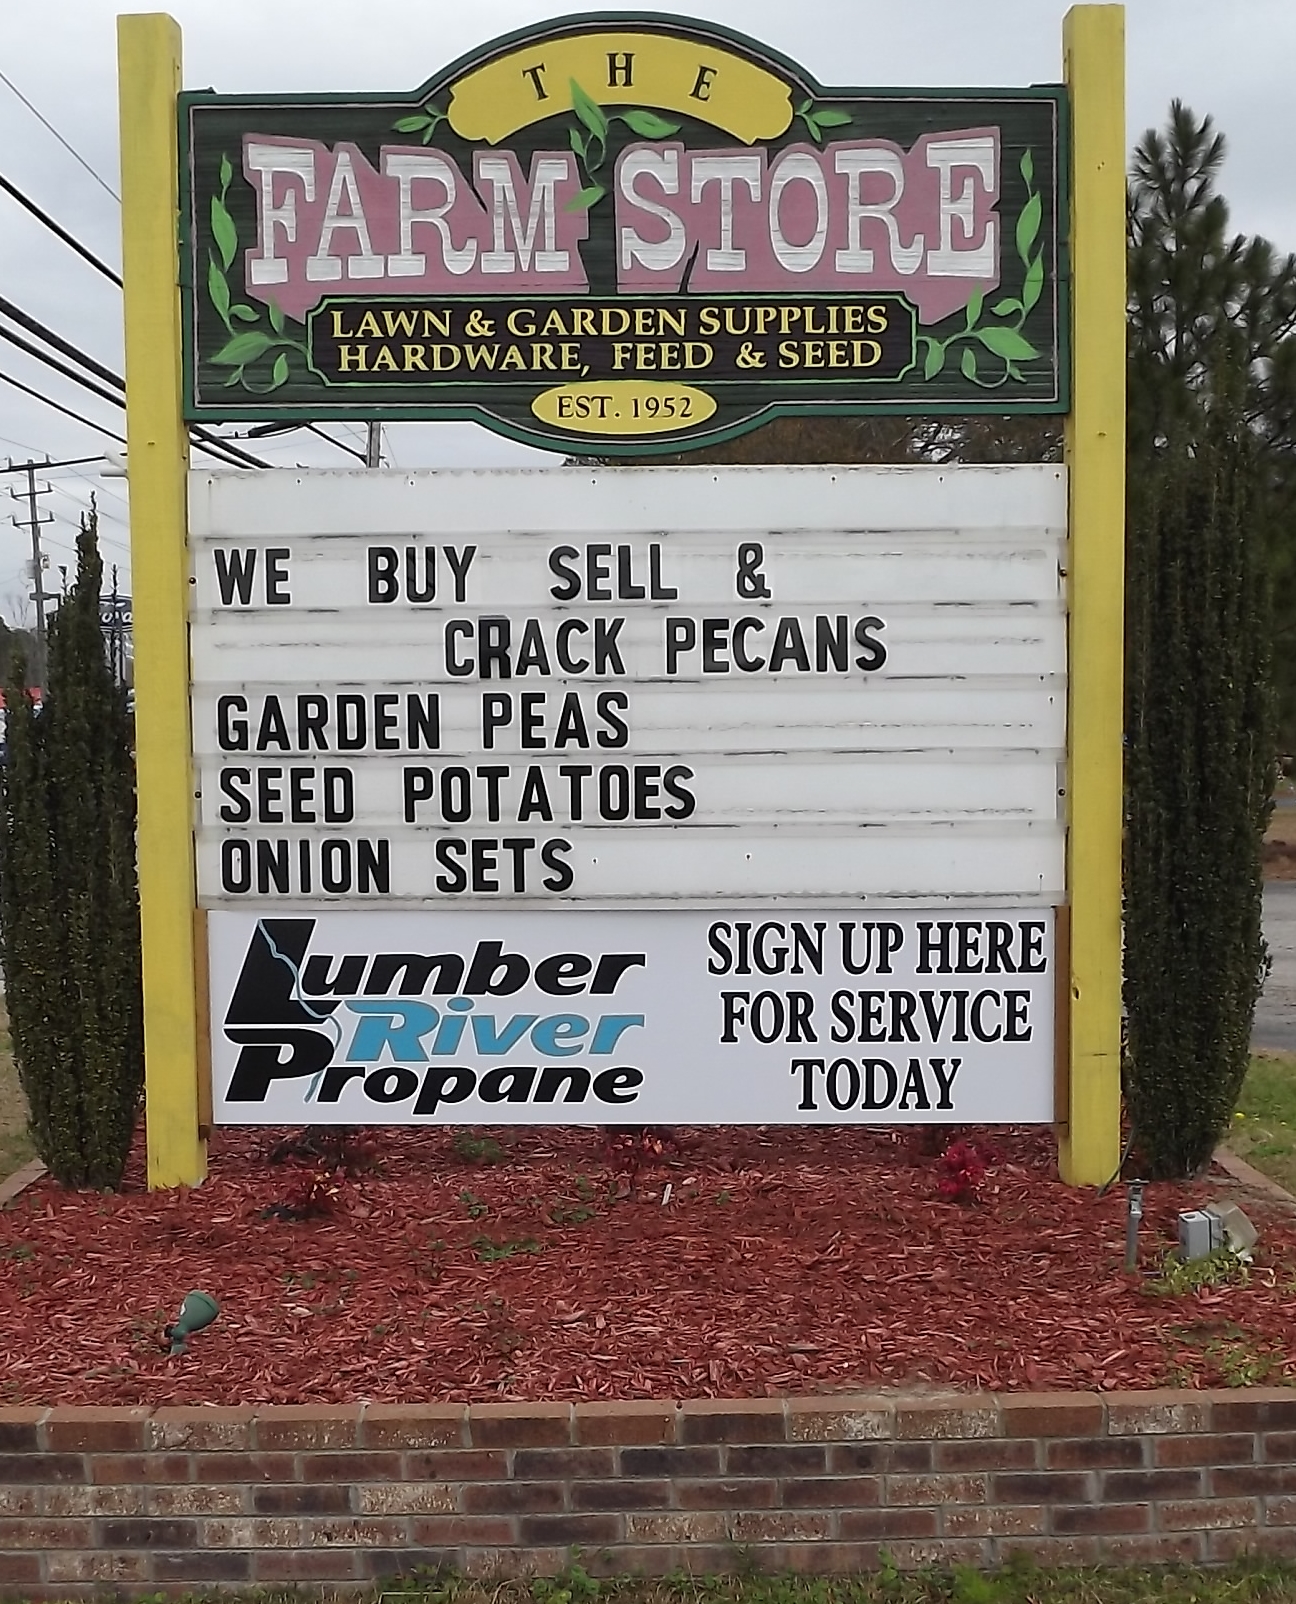 THE
FARM STORE
LAWN & GARDEN SUPPLIES
HARDWARE, FEED & SEED
EST. 1952
WE BUY SELL &
CRACK PECANS
GARDEN PEAS
SEED POTATOES
ONION SETS
Lumber
River
Propane
SIGN UP HERE
FOR SERVICE
TODAY